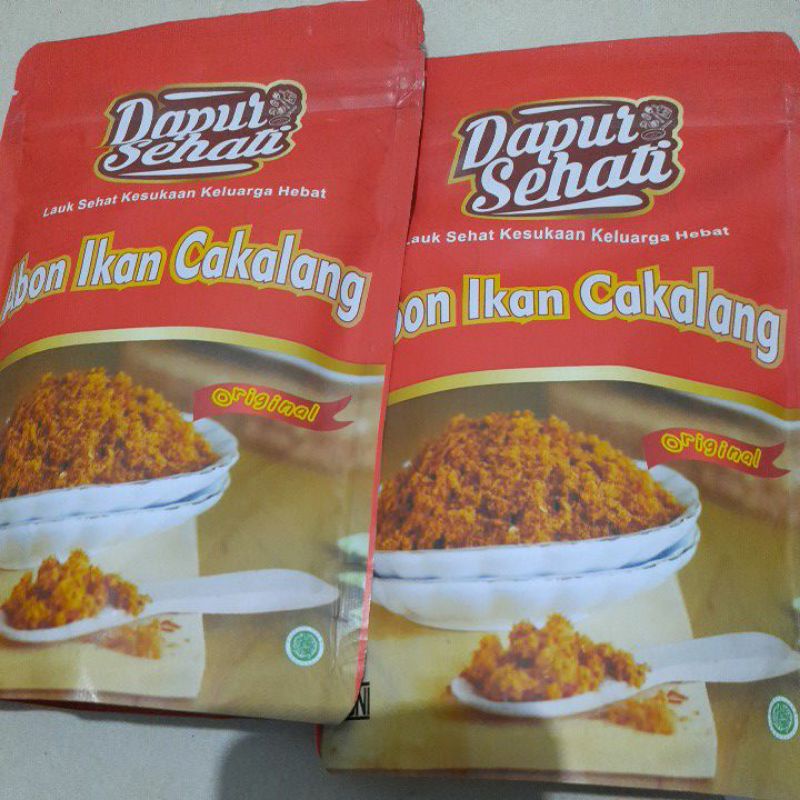 Dapur
Sehati
Lauk Sehat Kesukaan Keluarga Hebat
Abon Ikan Cakalang
Original
Dapur
Sehati
Lauk Sehat Kesukaan Keluarga Hebat
bon Ikan Cakalang
Original